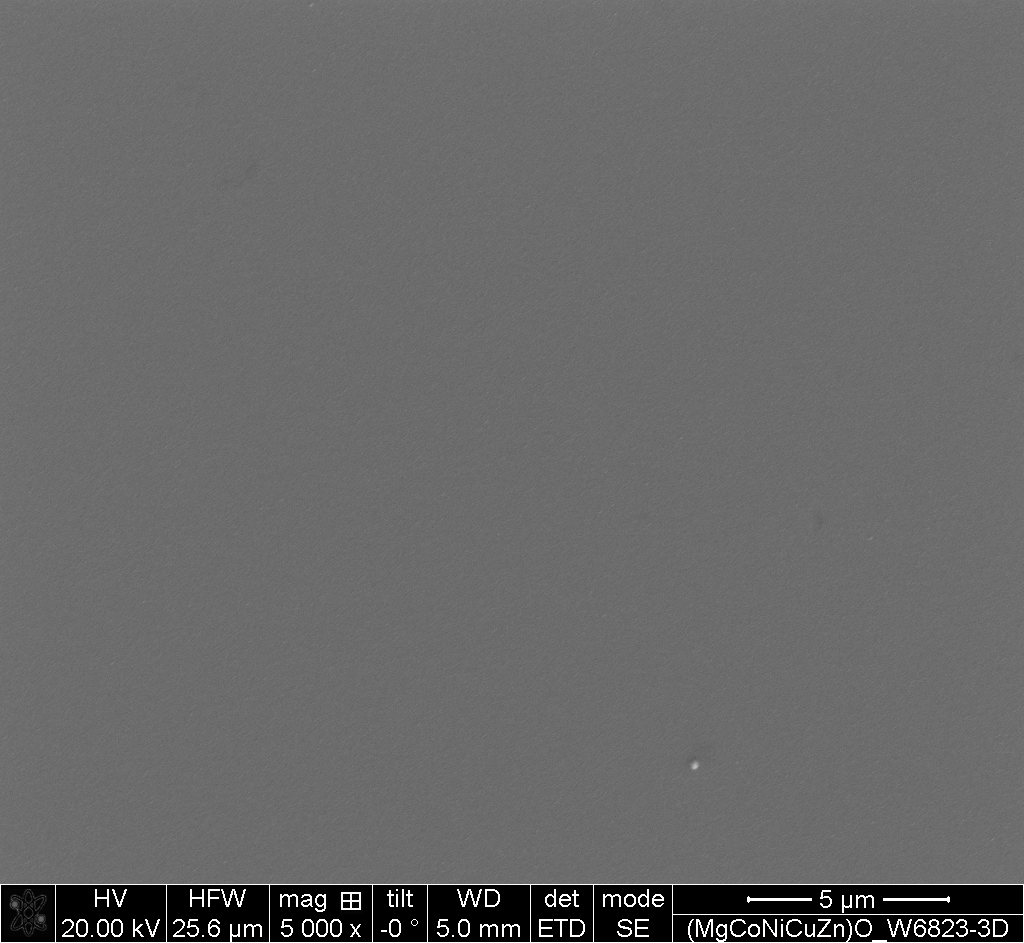 HV HFW mag tilt WD det mode 5 µm
20.00 kV 25.6 µm 5 000 x -0 ° 5.0 mm ETD SE (MgCoNiCuZn)O_W6823-3D